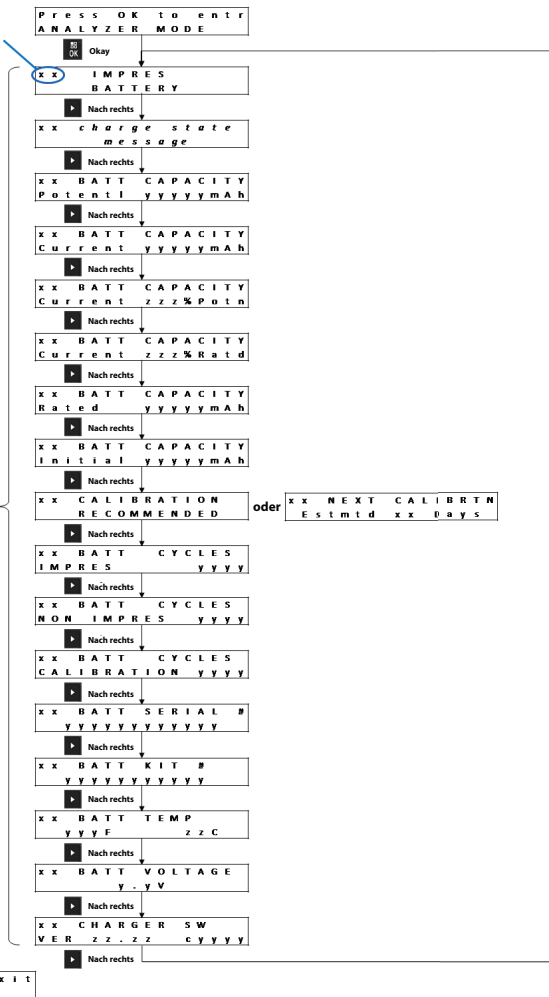 Press OK to entr
ANALYZER MODE
OK Okay
xx IMPRES
BATTERY
Nach rechts
xx charge state
message
Nach rechts
xx BATT CAPACITY
Potentl yyyyymAh
Nach rechts
xx BATT CAPACITY
Current yyyyymAh
Nach rechts
xx BATT CAPACITY
Current zzz%Potn
Nach rechts
xx BATT CAPACITY
Current zzz%Ratd
Nach rechts
xx BATT CAPACITY
Rated yyyyymAh
Nach rechts
xx BATT CAPACITY
Initial yyyyymAh
Nach rechts
xx CALIBRATION
RECOMMENDED
oder
xx NEXT CALIBRTN
Estmtd xx Days
Nach rechts
xx BATT CYCLES
IMPRES yyyy
Nach rechts
xx BATT CYCLES
NON IMPRES yyyy
Nach rechts
xx BATT CYCLES
CALIBRATION yyyy
Nach rechts
xx BATT SERIAL #
yyyyyyyyyyyy
Nach rechts
xx BATT KIT #
yyyyyyyyyy
Nach rechts
xx BATT TEMP
yyyF zzC
Nach rechts
xx BATT VOLTAGE
y.yV
Nach rechts
xx CHARGER SW
VER zz.zz cyyyy
Nach rechts
xit